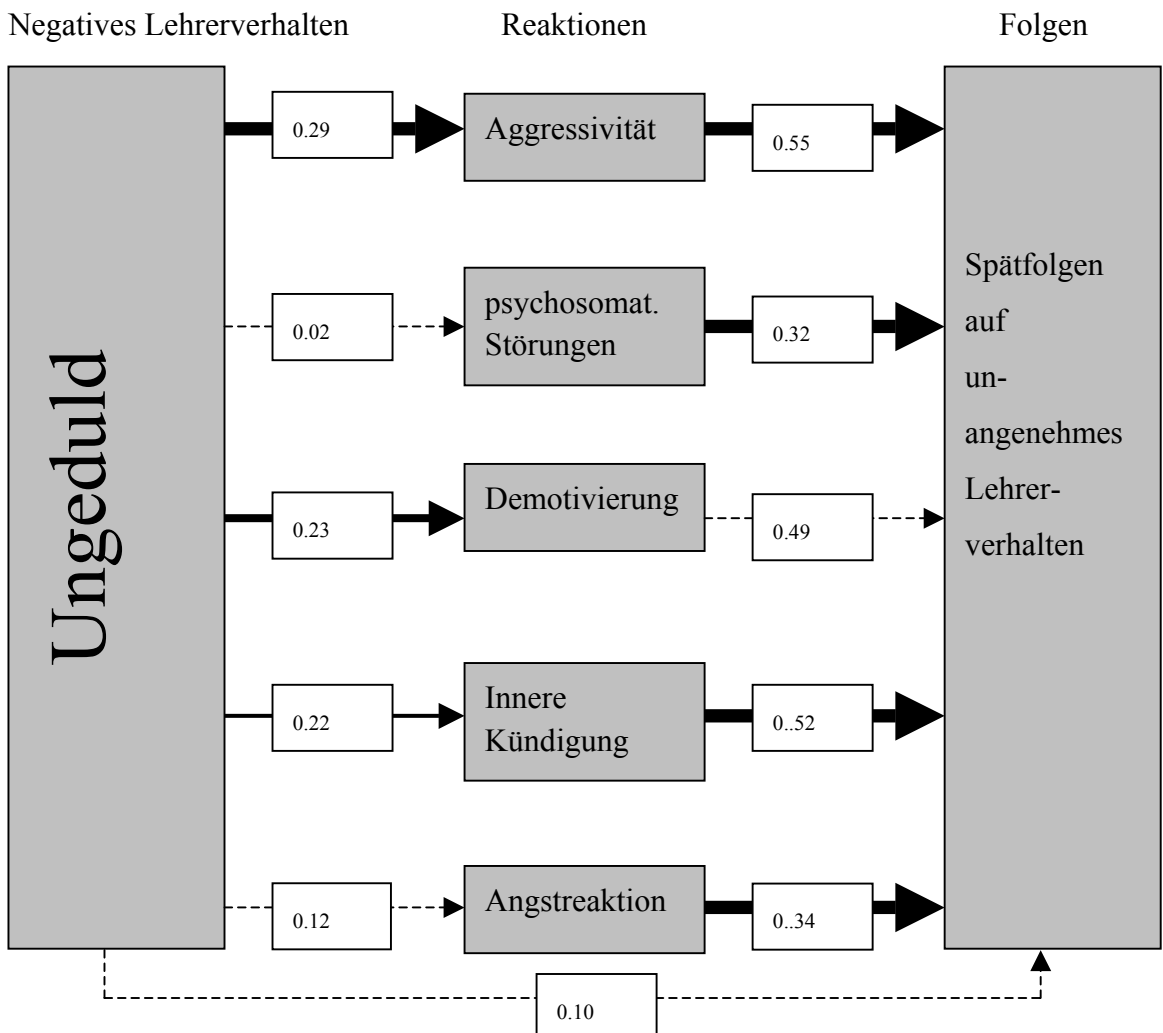 Negatives Lehrerverhalten Reaktionen Folgen
Ungeduld
0.29
Aggressivität
0.55
0.02
psychosomat.
Störungen
0.32
0.23
Demotivierung
0.49
0.22
Innere
Kündigung
0..52
0.12
Angstreaktion
0..34
Spätfolgen
auf
un-
angenehmes
Lehrer-
verhalten
0.10